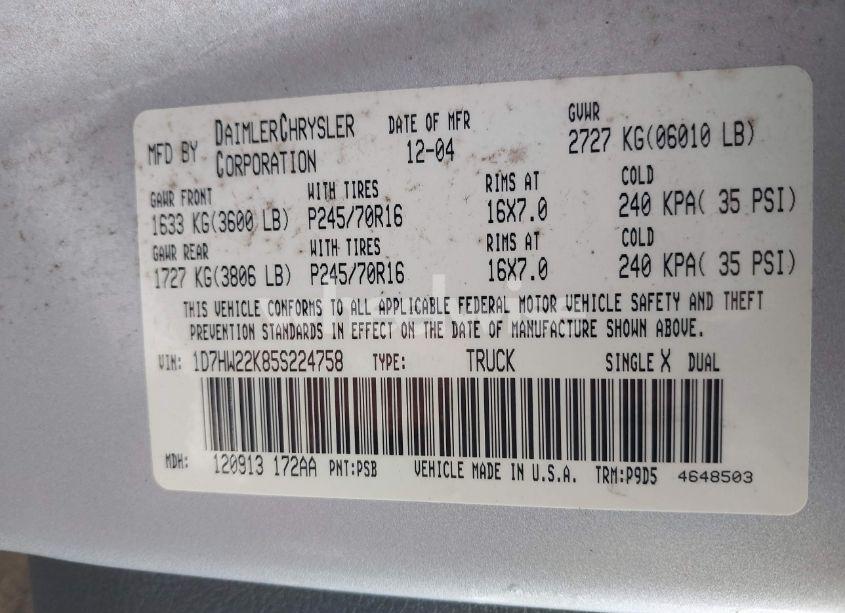 MFD BY DAIMLERCHRYSLER CORPORATION DATE OF MFR 12-04 GVWR 2727 KG(06010 LB)
GAWR FRONT WITH TIRES RIMS AT COLD
1633 KG(3600 LB) P245/70R16 16X7.0 240 KPA( 35 PSI)
GAWR REAR WITH TIRES RIMS AT COLD
1727 KG(3806 LB) P245/70R16 16X7.0 240 KPA( 35 PSI)
THIS VEHICLE CONFORMS TO ALL APPLICABLE FEDERAL MOTOR VEHICLE SAFETY AND THEFT
PREVENTION STANDARDS IN EFFECT ON THE DATE OF MANUFACTURE SHOWN ABOVE.
VIN: 1D7HW22K85S224758 TYPE: TRUCK SINGLE X DUAL
MDH: 120913 172AA PNT:PSB VEHICLE MADE IN U.S.A. TRM:P9D5 4648503